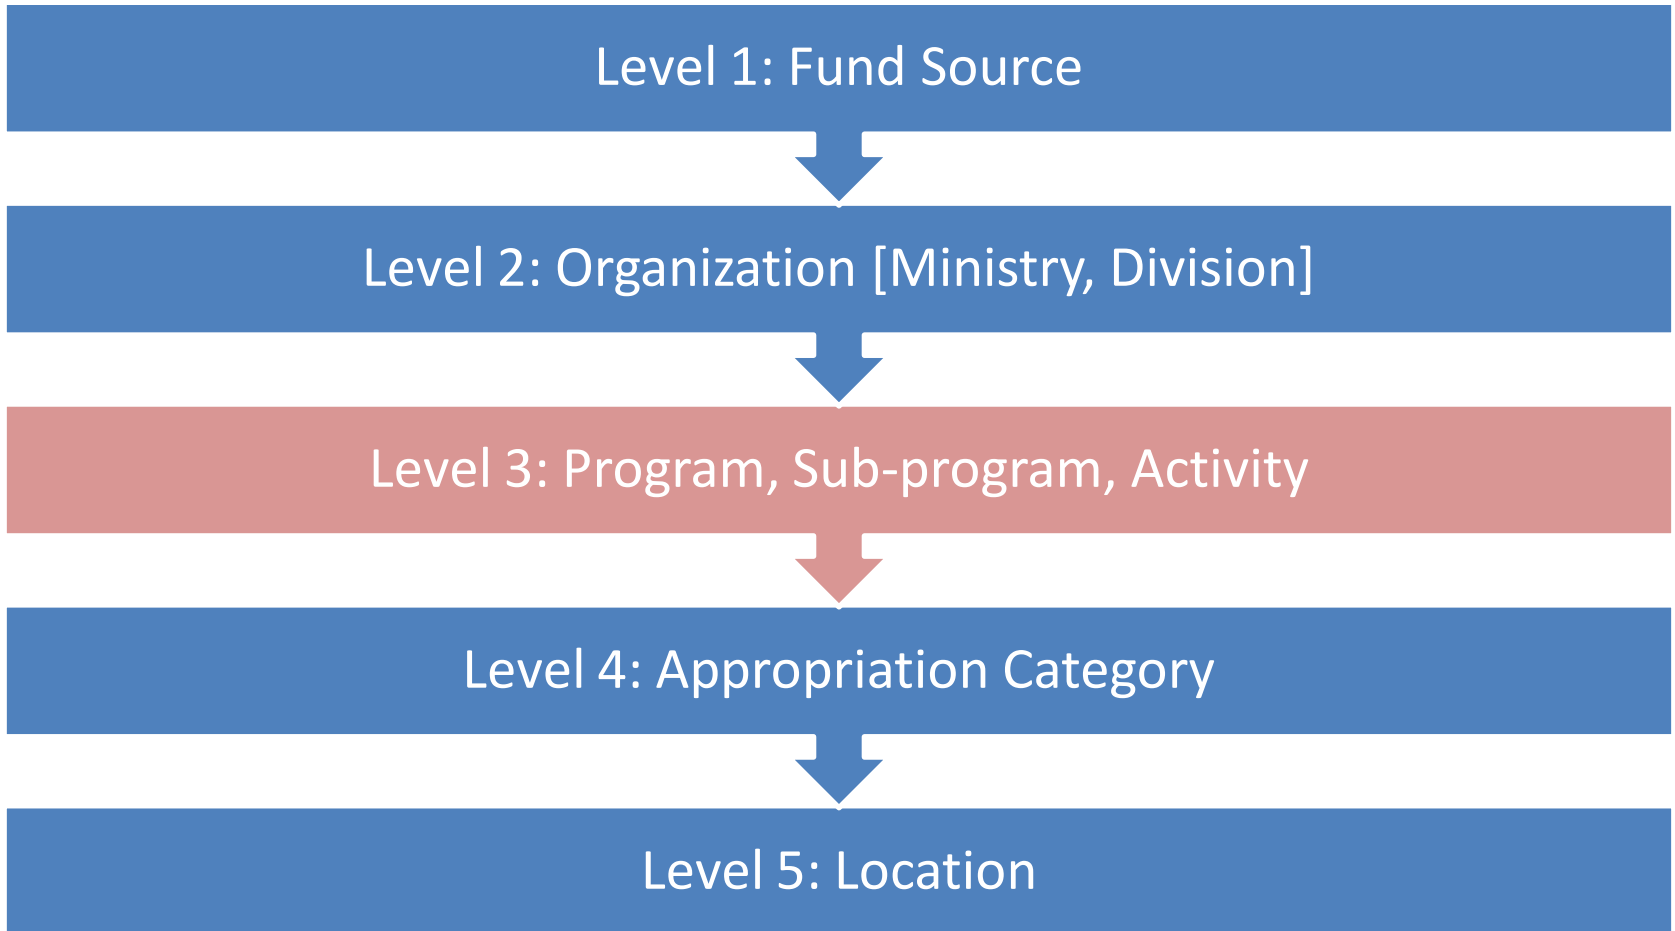 Level 1: Fund Source
Level 2: Organization [Ministry, Division]
Level 3: Program, Sub-program, Activity
Level 4: Appropriation Category
Level 5: Location